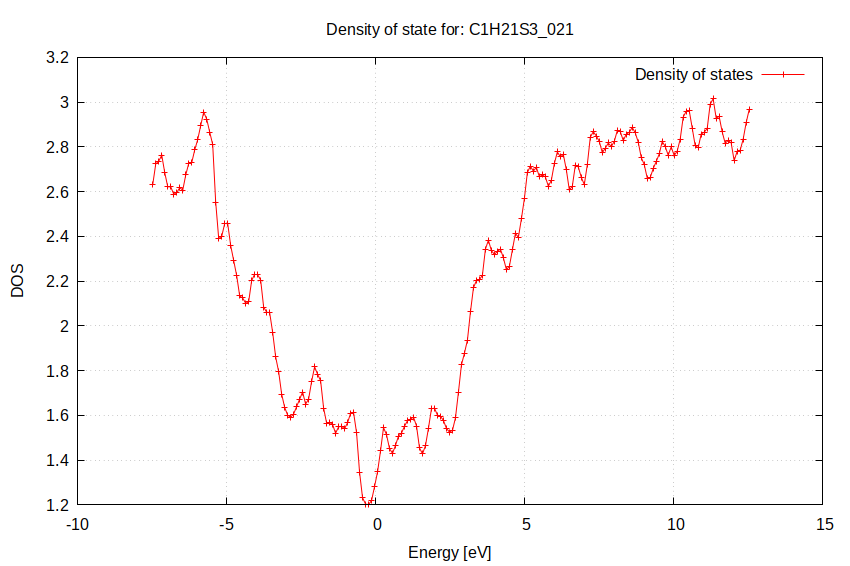 Density of state for: C1H21S3_021
Density of states
3.2
3
2.8
2.6
2.4
2.2
2
1.8
1.6
1.4
1.2
DOS
-10 -5 0 5 10 15
Energy [eV]